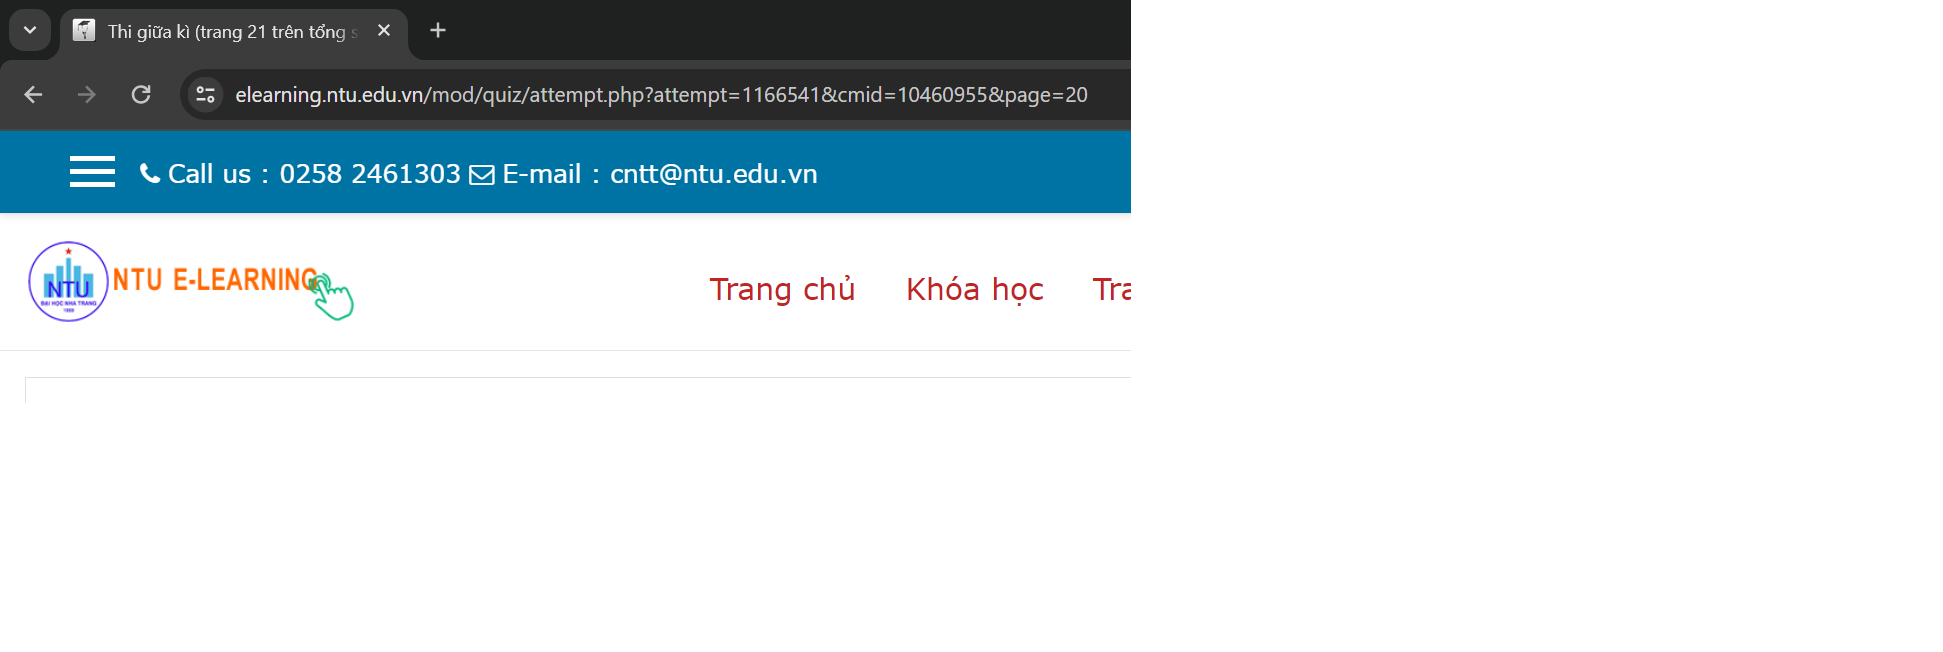 Thi giữa kì (trang 21 trên tổng
elearning.ntu.edu.vn/mod/quiz/attempt.php?attempt=1166541&cmid=10460955&page=20
Call us : 0258 2461303 E-mail : cntt@ntu.edu.vn
NTU
ĐẠI HỌC NHA TRANG
1959
NTU E-LEARNING
Trang chủ Khóa học